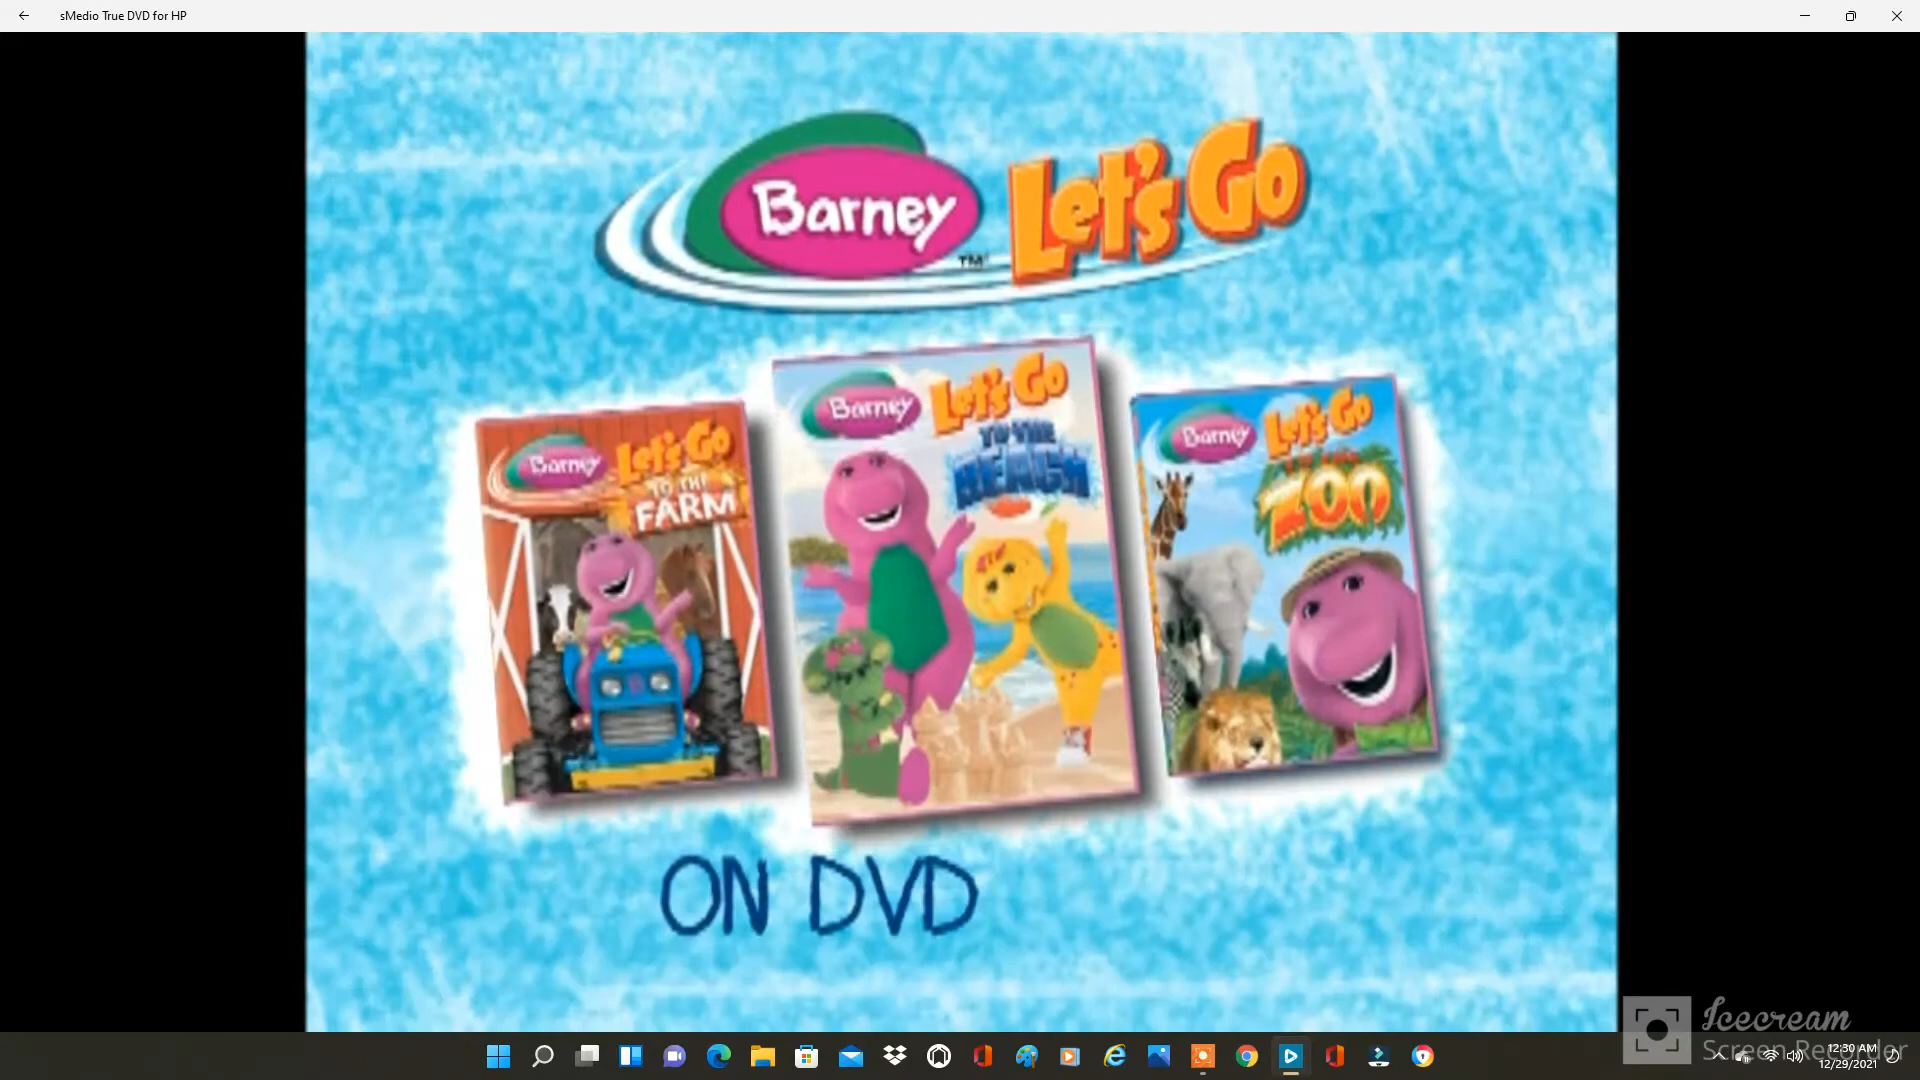 sMedio True DVD for HP
Barney
TM
Let's Go
Barney
Let's Go
TO THE
FARM
Barney
Let's Go
TO THE
BEACH
Barney
Let's Go
ZOO
ON DVD
Icecream
Screen Recorder
12:30 AM
12/29/2021